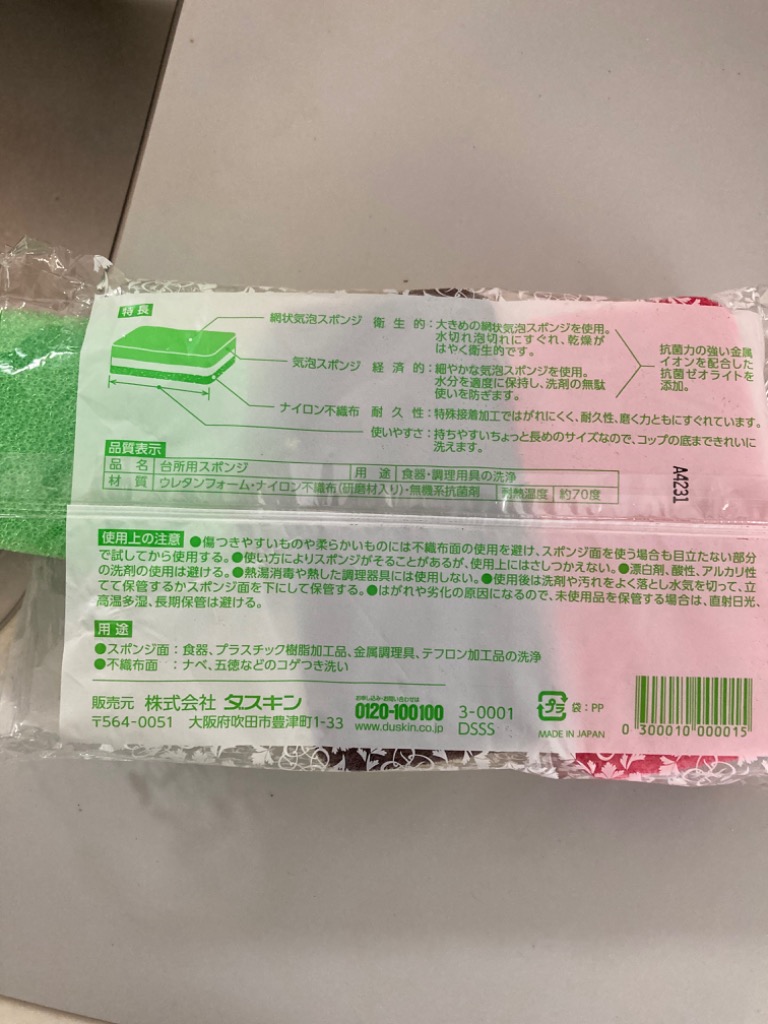 特長
網状気泡スポンジ 衛生的：大きめの網状気泡スポンジを使用。
水切れ泡切れにすぐれ、乾燥が
はやく衛生的です。
気泡スポンジ 経済的：細やかな気泡スポンジを使用。
水分を適度に保持し、洗剤の無駄
使いを防ぎます。
抗菌力の強い金属
イオンを配合した
抗菌ゼオライトを
添加。
ナイロン不織布 耐久性：特殊接着加工ではがれにくく、耐久性、磨く力ともにすぐれています。
使いやすさ：持ちやすいちょっと長めのサイズなので、コップの底まできれいに
洗えます。
品質表示
品名 台所用スポンジ 用途 食器・調理用具の洗浄
材質 ウレタンフォーム・ナイロン不織布(研磨材入り)・無機系抗菌剤 耐熱温度 約70度
A4231
使用上の注意 ●傷つきやすいものや柔らかいものには不織布面の使用を避け、スポンジ面を使う場合も目立たない部分
で試してから使用する。●使い方によりスポンジがそることがあるが、使用上にはさしつかえない。●漂白剤、酸性、アルカリ性
の洗剤の使用は避ける。●熱湯消毒や熱した調理器具には使用しない。●使用後は洗剤や汚れをよく落とし水気を切って、立
てて保管するかスポンジ面を下にして保管する。●はがれや劣化の原因になるので、未使用品を保管する場合は、直射日光、
高温多湿、長期保管は避ける。
用途
●スポンジ面：食器、プラスチック樹脂加工品、金属調理具、テフロン加工品の洗浄
●不織布面：ナベ、五徳などのコゲつき洗い
販売元 株式会社 ダスキン
〒564-0051 大阪府吹田市豊津町1-33
お申し込み・お問い合わせは
0120-100100
www.duskin.co.jp
3-0001
DSSS
プラ 袋：PP
MADE IN JAPAN
0 300010 000015